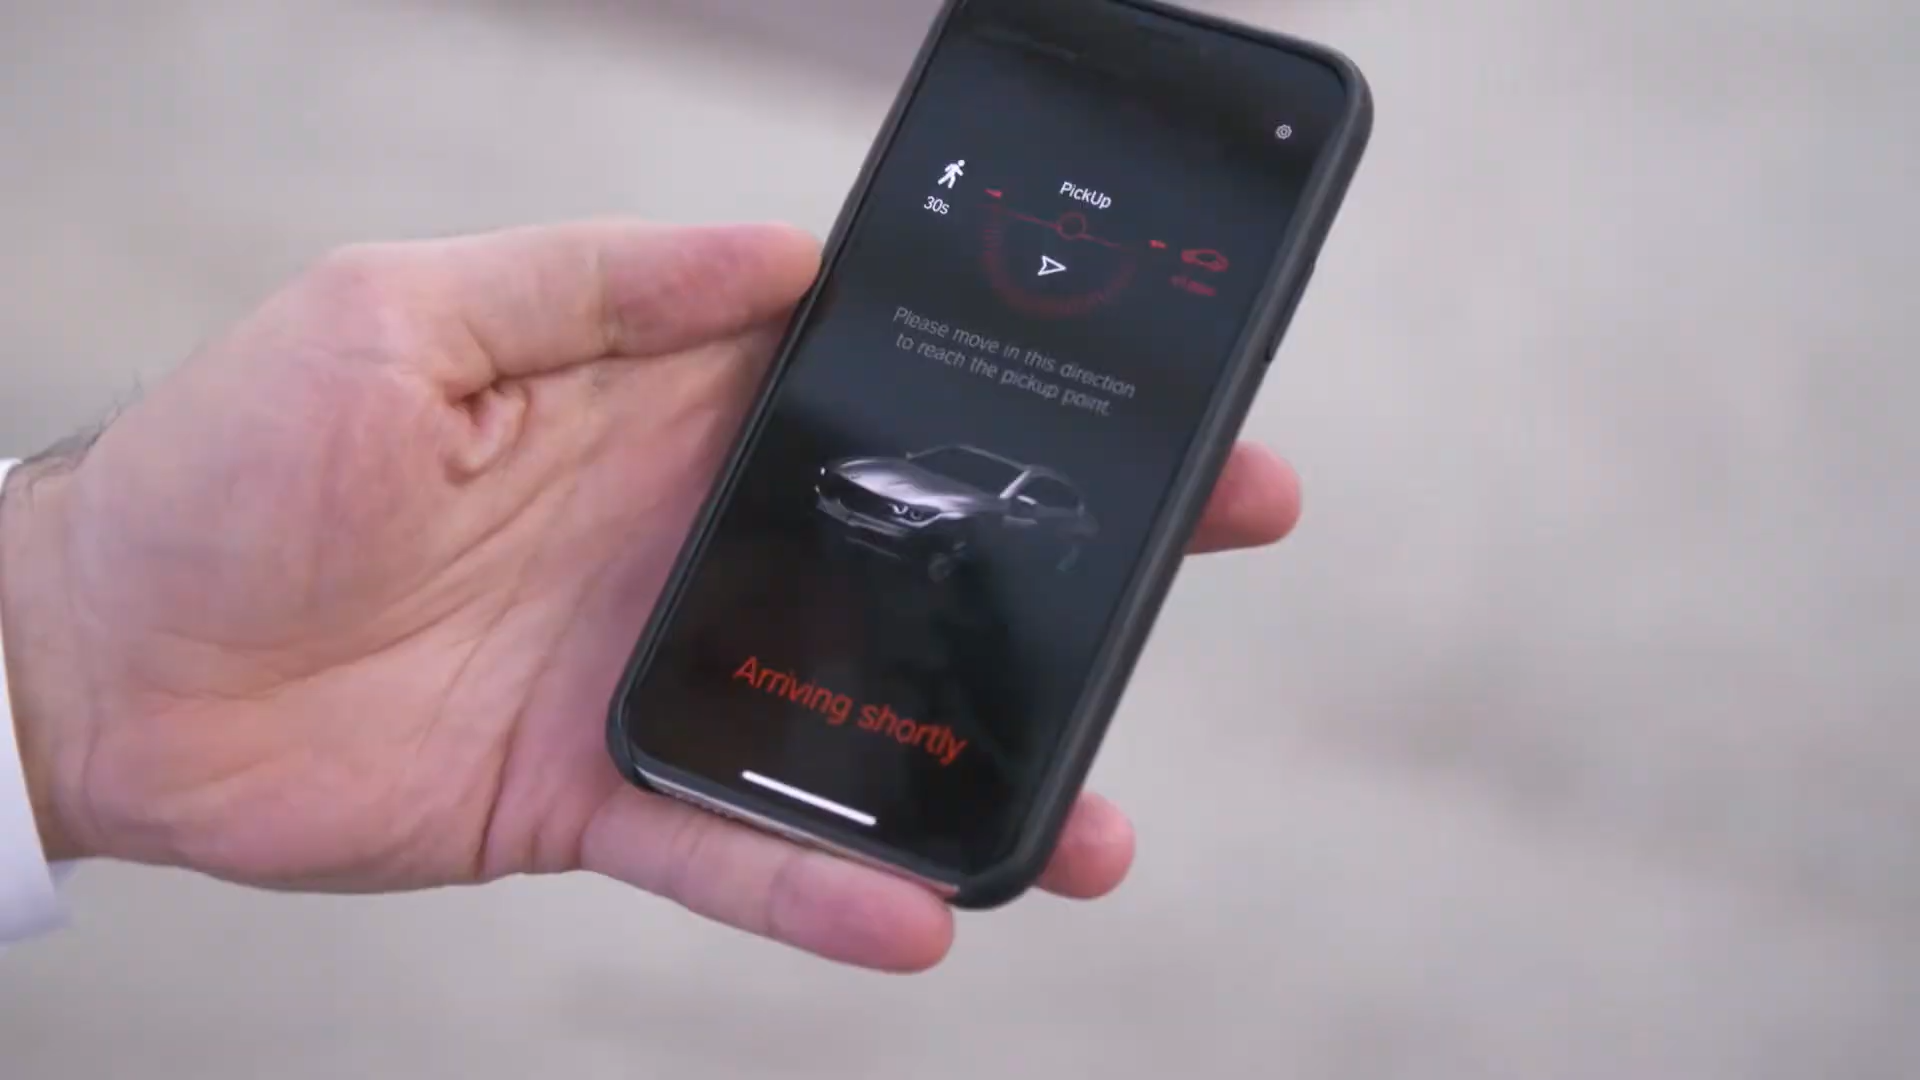 PickUp
30s
Please move in this direction
to reach the pickup point.
Arriving shortly